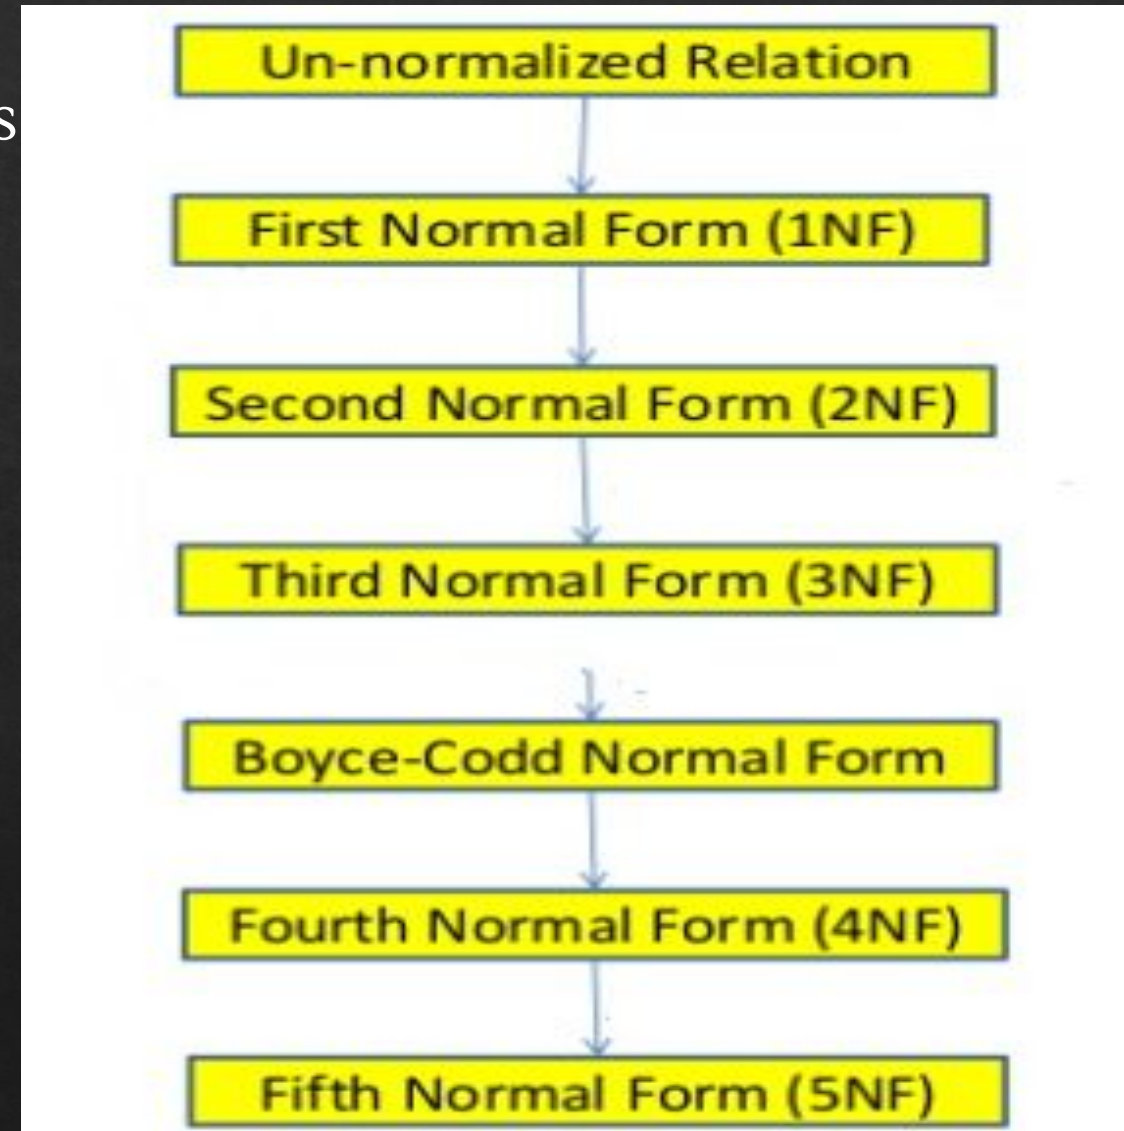 s
Un-normalized Relation
First Normal Form (1NF)
Second Normal Form (2NF)
Third Normal Form (3NF)
Boyce-Codd Normal Form
Fourth Normal Form (4NF)
Fifth Normal Form (5NF)